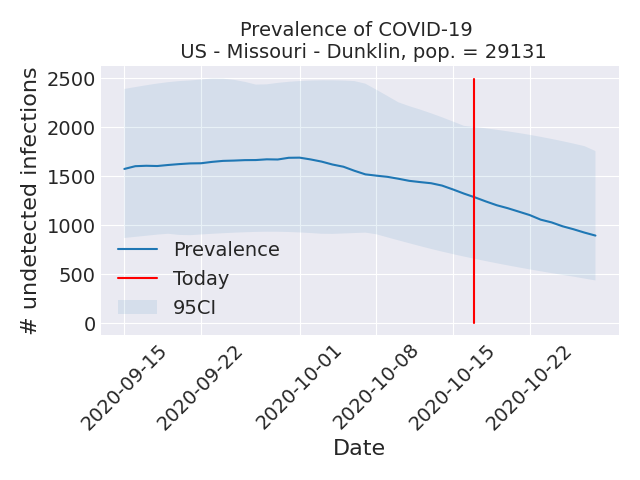 Prevalence of COVID-19
US - Missouri - Dunklin, pop. = 29131
# undetected infections
2500
2000
1500
1000
500
0
Prevalence
Today
95CI
2020-09-15
2020-09-22
2020-10-01
2020-10-08
2020-10-15
2020-10-22
Date